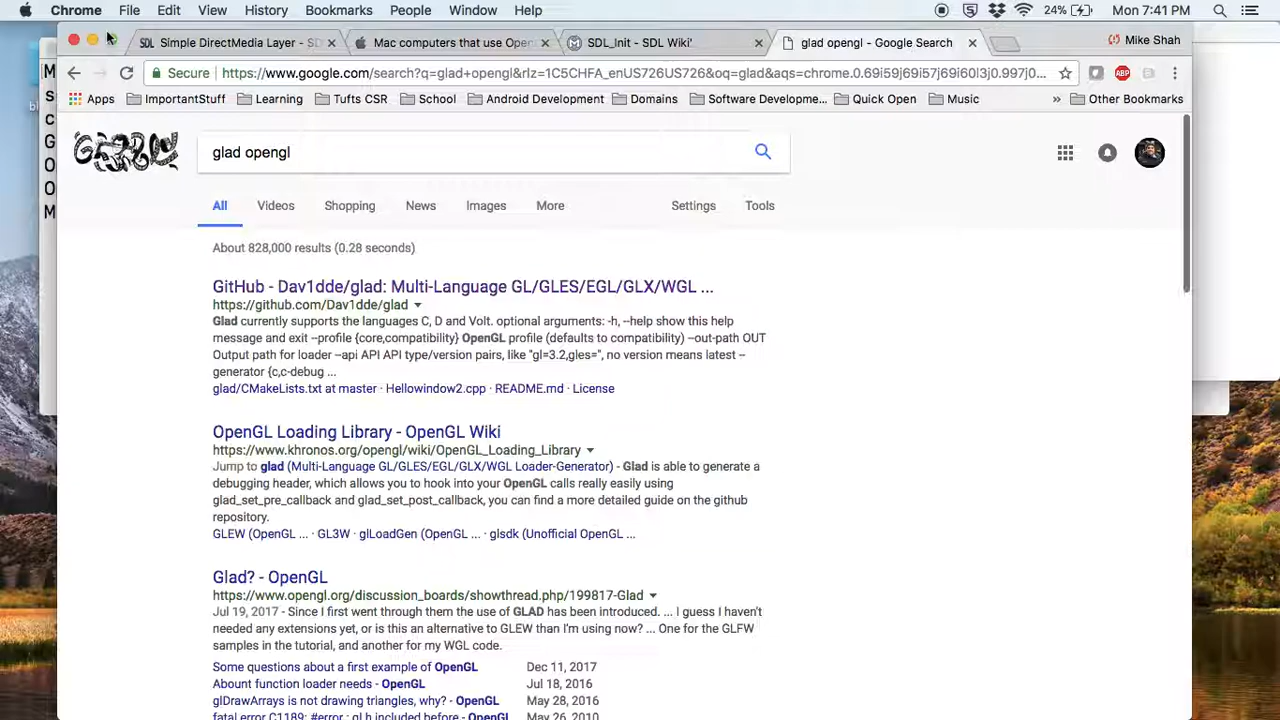 Chrome File Edit View History Bookmarks People Window Help 24% Mon 7:41 PM
Simple DirectMedia Layer - SD Mac computers that use Open SDL_Init - SDL Wiki' glad opengl - Google Search Mike Shah
Secure https://www.google.com/search?q=glad+opengl&rlz=1C5CHFA_enUS726US726&oq=glad&aqs=chrome.0.69i59j69i57j69i60l3j0.997j0... ABP
Apps ImportantStuff Learning Tufts CSR School Android Development Domains Software Developme... Quick Open Music » Other Bookmarks
glad opengl
All Videos Shopping News Images More Settings Tools
About 828,000 results (0.28 seconds)
GitHub - Dav1dde/glad: Multi-Language GL/GLES/EGL/GLX/WGL ...
https://github.com/Dav1dde/glad
Glad currently supports the languages C, D and Volt. optional arguments: -h, --help show this help
message and exit --profile {core,compatibility} OpenGL profile (defaults to compatibility) --out-path OUT
Output path for loader --api API API type/version pairs, like "gl=3.2,gles=", no version means latest --
generator {c,c-debug ...
glad/CMakeLists.txt at master · Hellowindow2.cpp · README.md · License
OpenGL Loading Library - OpenGL Wiki
https://www.khronos.org/opengl/wiki/OpenGL_Loading_Library
Jump to glad (Multi-Language GL/GLES/EGL/GLX/WGL Loader-Generator) - Glad is able to generate a
debugging header, which allows you to hook into your OpenGL calls really easily using
glad_set_pre_callback and glad_set_post_callback, you can find a more detailed guide on the github
repository.
GLEW (OpenGL ... · GL3W · glLoadGen (OpenGL ... · glsdk (Unofficial OpenGL ...
Glad? - OpenGL
https://www.opengl.org/discussion_boards/showthread.php/199817-Glad
Jul 19, 2017 - Since I first went through them the use of GLAD has been introduced. ... I guess I haven't
needed any extensions yet, or is this an alternative to GLEW than I'm using now? ... One for the GLFW
samples in the tutorial, and another for my WGL code.
Some questions about a first example of OpenGL Dec 11, 2017
Abount function loader needs - OpenGL Jul 18, 2016
glDrawArrays is not drawing triangles, why? - OpenGL May 28, 2016
fatal error C1189: #error : gl.h included before - OpenGL May 26, 2010